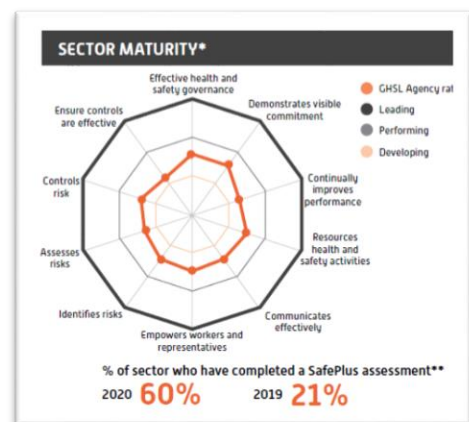 SECTOR MATURITY*
Effective health and
safety governance
GHSL Agency rat
Ensure controls
are effective
Demonstrates visible
commitment
Leading
Performing
Developing
Controls
risk
Continually
improves
performance
Assesses
risks
Resources
health and
safety activities
Identifies risks
Communicates
effectively
Empowers workers and
representatives
% of sector who have completed a SafePlus assessment**
2020 60% 2019 21%